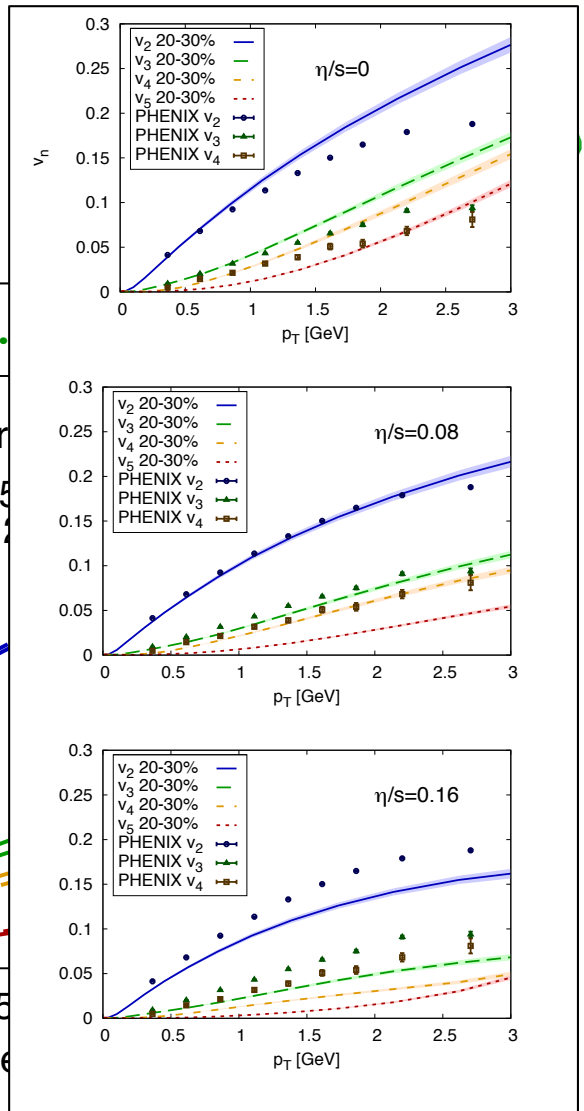 0.3
v2 20-30%
v3 20-30%
v4 20-30%
v5 20-30%
PHENIX v2
PHENIX v3
PHENIX v4
η/s=0
0.25
0.2
0.15
0.1
0.05
0
vn
0 0.5 1 1.5 2 2.5 3
pT [GeV]
0.3
v2 20-30%
v3 20-30%
v4 20-30%
v5 20-30%
PHENIX v2
PHENIX v3
PHENIX v4
η/s=0.08
0.25
0.2
0.15
0.1
0.05
0
0 0.5 1 1.5 2 2.5 3
pT [GeV]
0.3
v2 20-30%
v3 20-30%
v4 20-30%
v5 20-30%
PHENIX v2
PHENIX v3
PHENIX v4
η/s=0.16
0.25
0.2
0.15
0.1
0.05
0
0 0.5 1 1.5 2 2.5 3
pT [GeV]